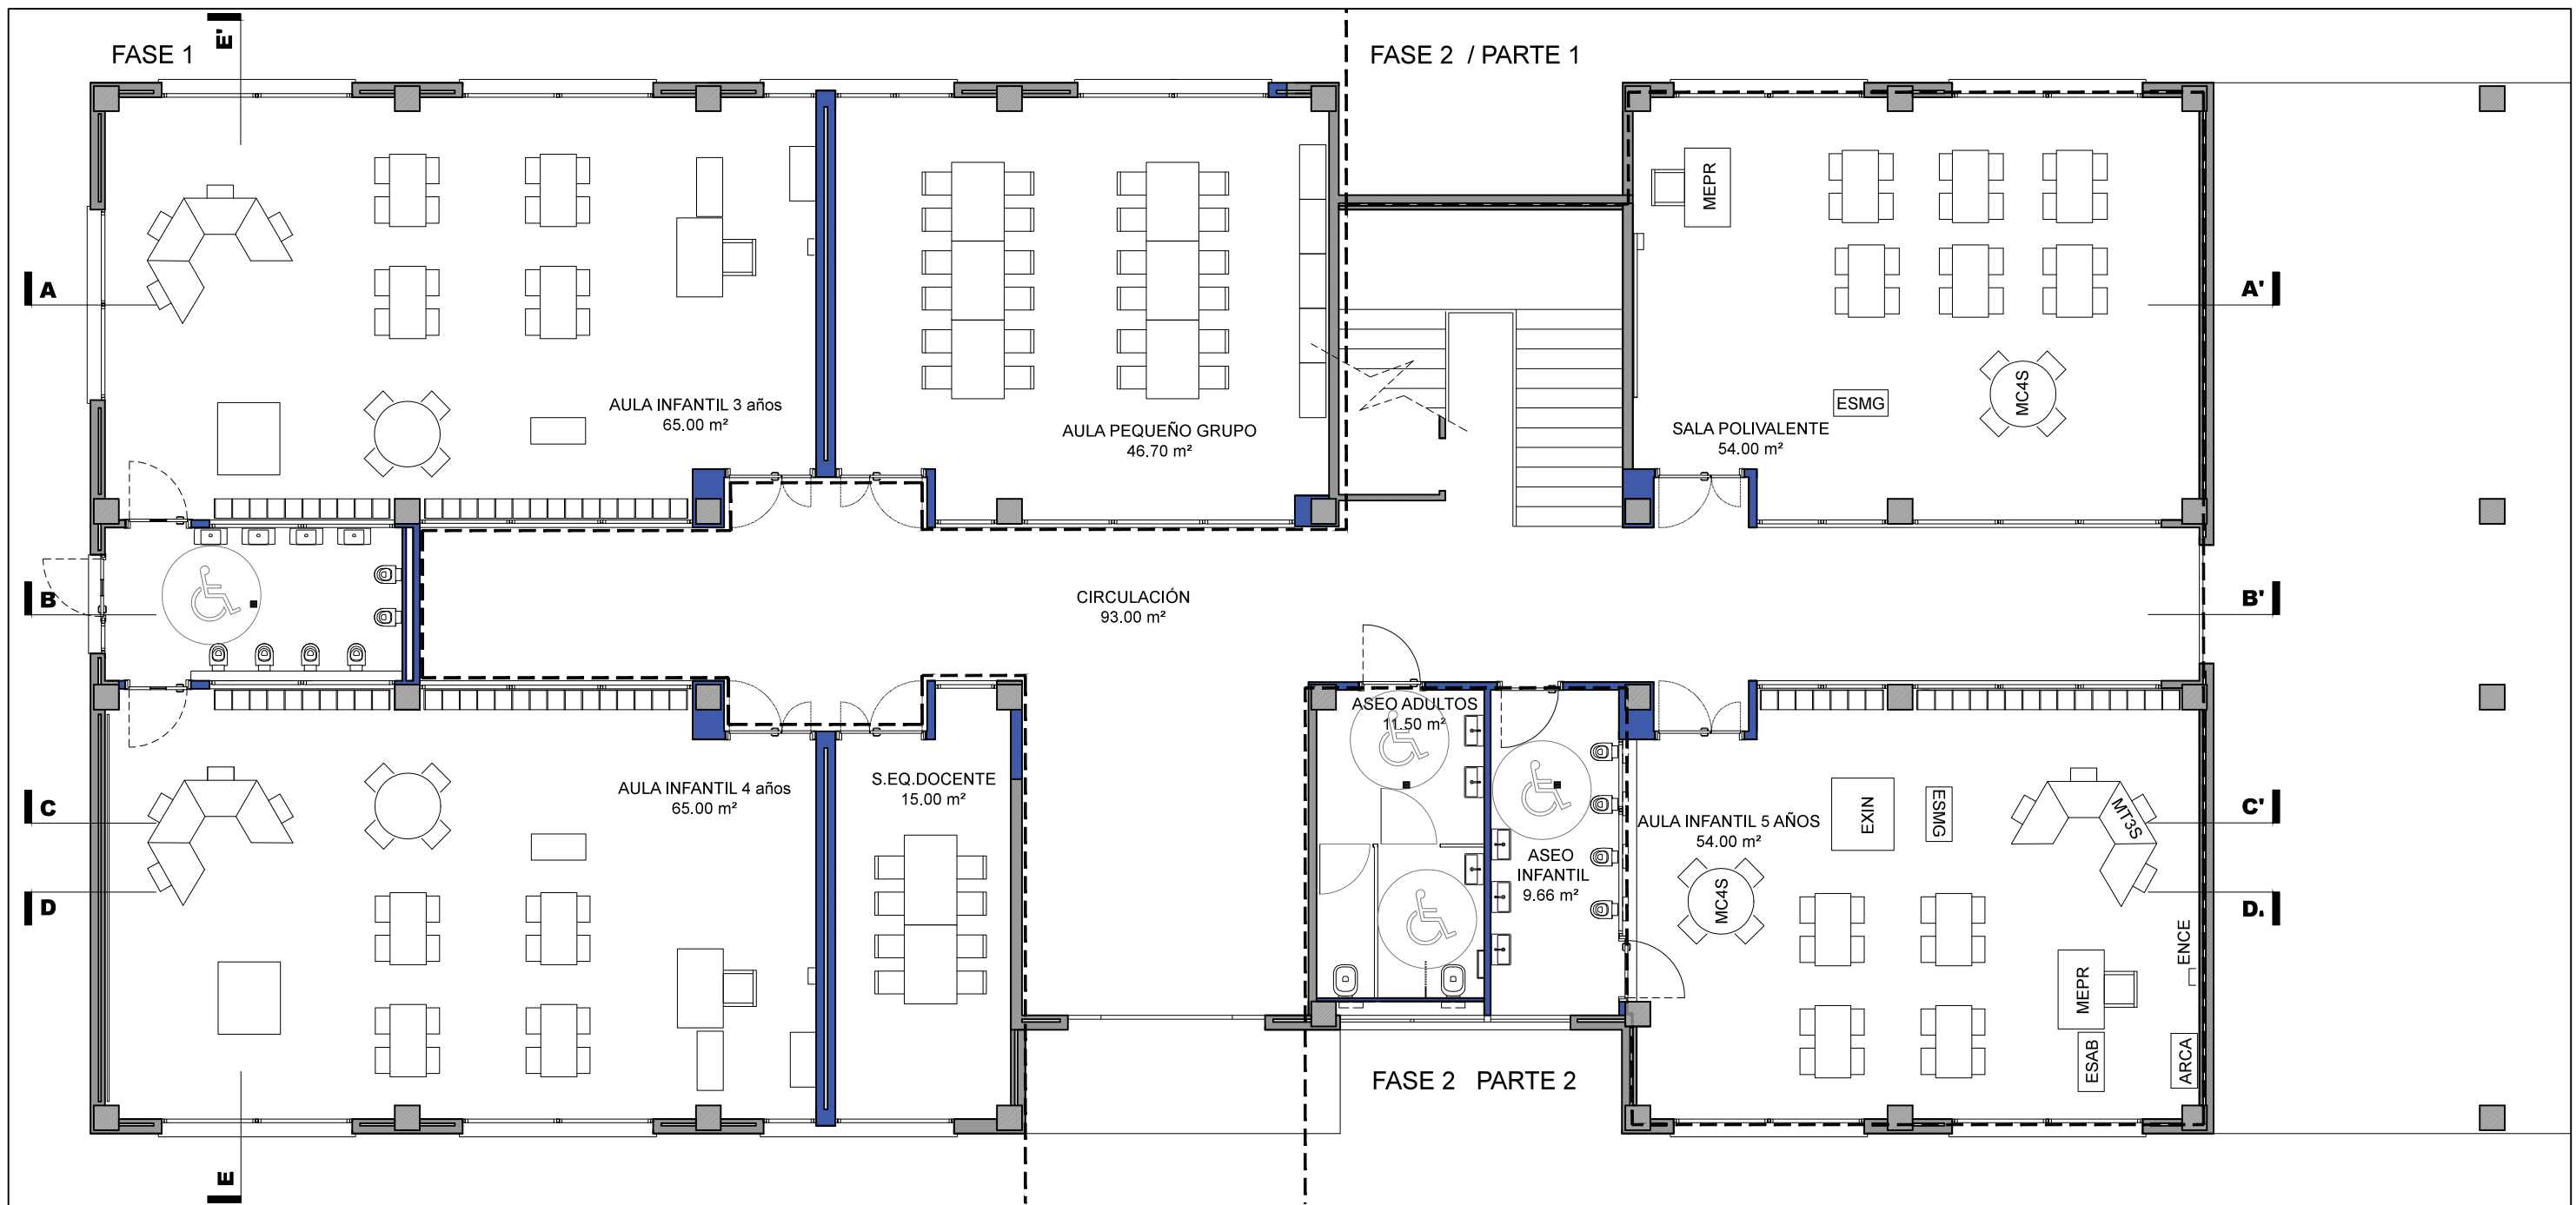 E'
FASE 1
FASE 2 / PARTE 1
MEPR
A
A'
MC4S
ESMG
AULA INFANTIL 3 años
65.00 m²
AULA PEQUEÑO GRUPO
46.70 m²
SALA POLIVALENTE
54.00 m²
B
CIRCULACIÓN
93.00 m²
B'
ASEO ADULTOS
11.50 m²
AULA INFANTIL 4 años
65.00 m²
S.EQ.DOCENTE
15.00 m²
C
EXIN
ESMG
MT3S
C'
AULA INFANTIL 5 AÑOS
54.00 m²
ASEO
INFANTIL
9.66 m²
MC4S
D
D.
ENCE
MEPR
ESAB
ARCA
FASE 2 PARTE 2
E